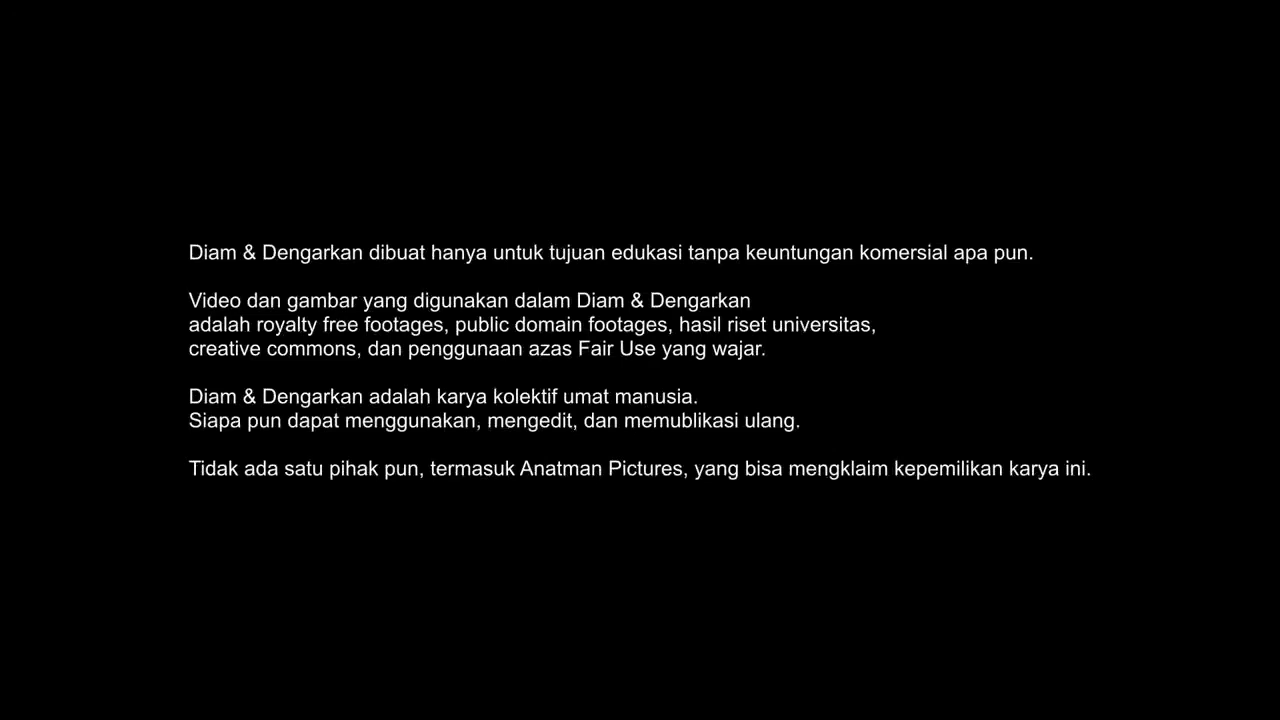 Diam & Dengarkan dibuat hanya untuk tujuan edukasi tanpa keuntungan komersial apa pun.
Video dan gambar yang digunakan dalam Diam & Dengarkan
adalah royalty free footages, public domain footages, hasil riset universitas,
creative commons, dan penggunaan azas Fair Use yang wajar.
Diam & Dengarkan adalah karya kolektif umat manusia.
Siapa pun dapat menggunakan, mengedit, dan memublikasi ulang.
Tidak ada satu pihak pun, termasuk Anatman Pictures, yang bisa mengklaim kepemilikan karya ini.